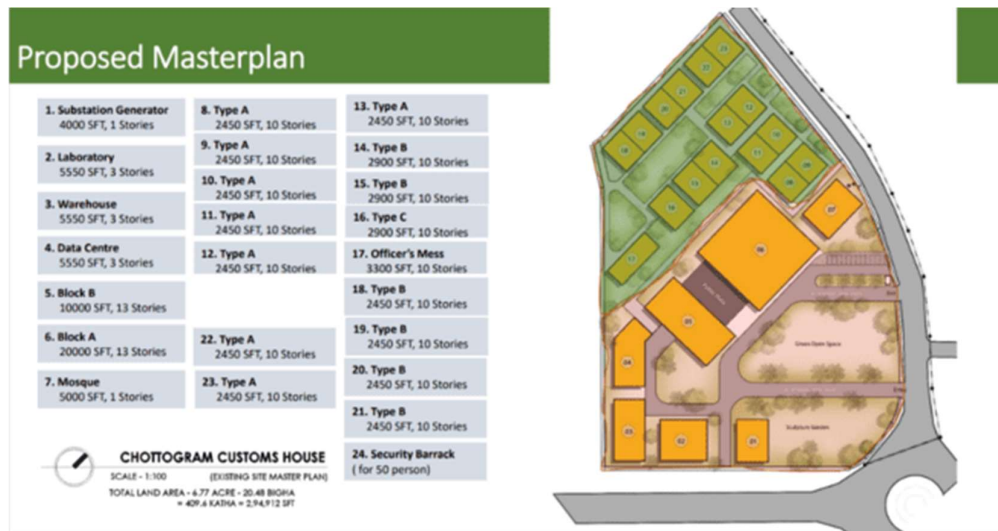 Proposed Masterplan
1. Substation Generator
4000 SFT, 1 Stories
2. Laboratory
5550 SFT, 3 Stories
3. Warehouse
5550 SFT, 3 Stories
4. Data Centre
5550 SFT, 3 Stories
5. Block B
10000 SFT, 13 Stories
6. Block A
20000 SFT, 13 Stories
7. Mosque
5000 SFT, 1 Stories
8. Type A
2450 SFT, 10 Stories
9. Type A
2450 SFT, 10 Stories
10. Type A
2450 SFT, 10 Stories
11. Type A
2450 SFT, 10 Stories
12. Type A
2450 SFT, 10 Stories
22. Type A
2450 SFT, 10 Stories
23. Type A
2450 SFT, 10 Stories
13. Type A
2450 SFT, 10 Stories
14. Type B
2900 SFT, 10 Stories
15. Type B
2900 SFT, 10 Stories
16. Type C
2900 SFT, 10 Stories
17. Officer's Mess
3300 SFT, 10 Stories
18. Type B
2450 SFT, 10 Stories
19. Type B
2450 SFT, 10 Stories
20. Type B
2450 SFT, 10 Stories
21. Type B
2450 SFT, 10 Stories
24. Security Barrack
( for 50 person)
CHOTTOGRAM CUSTOMS HOUSE
SCALE - 1:100 (EXISTING SITE MASTER PLAN)
TOTAL LAND AREA - 6.77 ACRE - 20.48 BIGHA
= 409.6 KATHA = 2,94,912 SFT
07
06
05
04
03
02
01
Green Open Space
Sculpture Garden